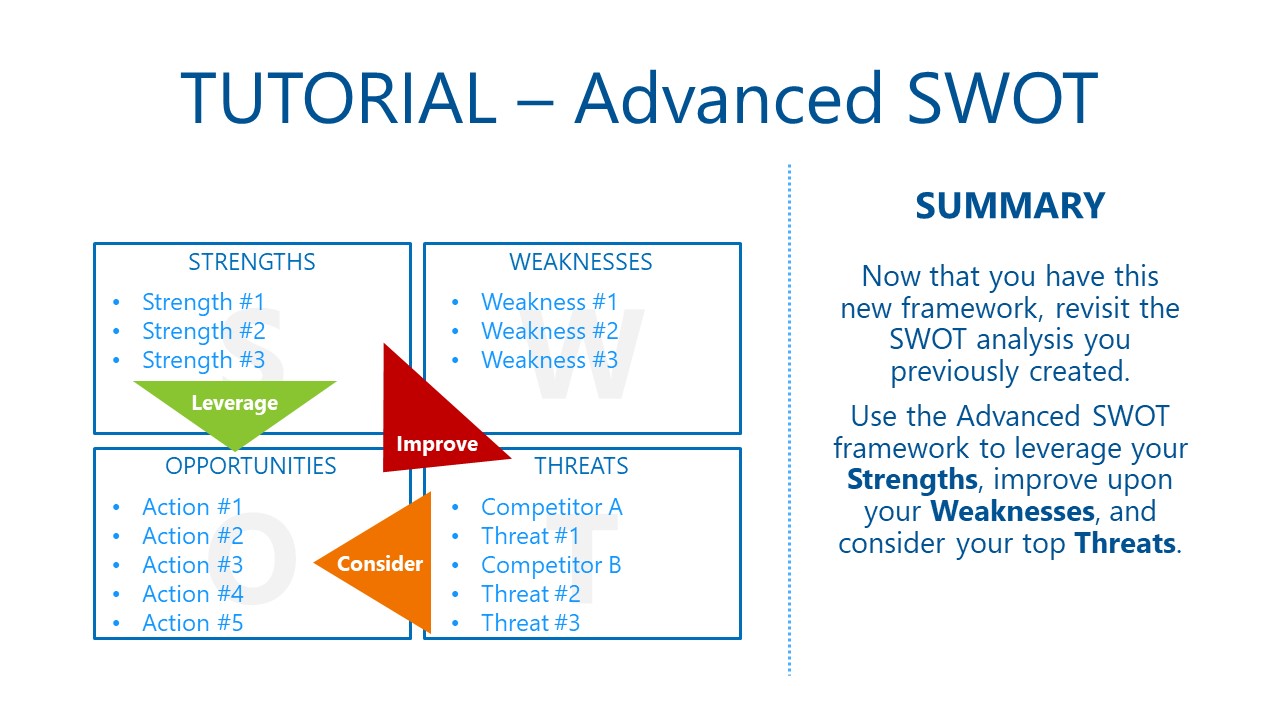 TUTORIAL – Advanced SWOT
STRENGTHS
• Strength #1
• Strength #2
• Strength #3
S
Leverage
WEAKNESSES
• Weakness #1
• Weakness #2
• Weakness #3
W
Improve
OPPORTUNITIES
• Action #1
• Action #2
• Action #3
• Action #4
• Action #5
O
Consider
THREATS
• Competitor A
• Threat #1
• Competitor B
• Threat #2
• Threat #3
T
SUMMARY
Now that you have this
new framework, revisit the
SWOT analysis you
previously created.
Use the Advanced SWOT
framework to leverage your
Strengths, improve upon
your Weaknesses, and
consider your top Threats.